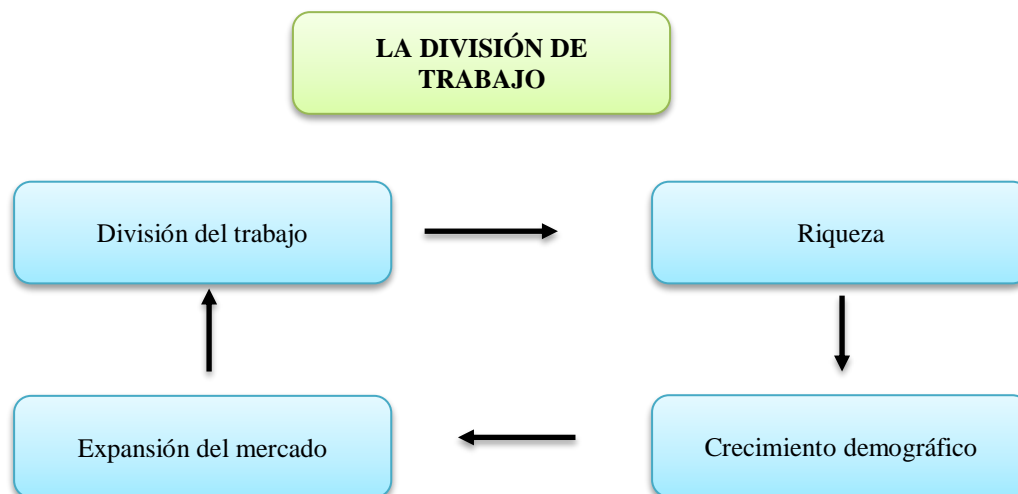 LA DIVISIÓN DE
TRABAJO
División del trabajo
Riqueza
Expansión del mercado
Crecimiento demográfico